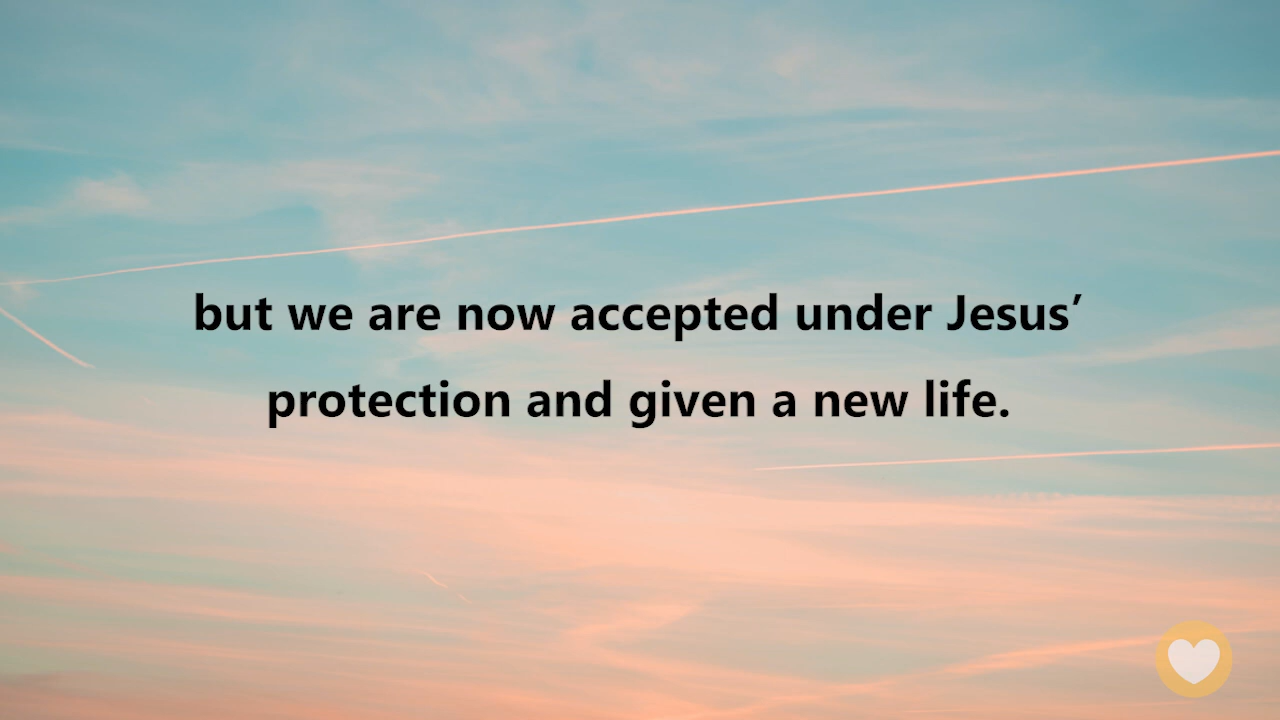 but we are now accepted under Jesus’
protection and given a new life.